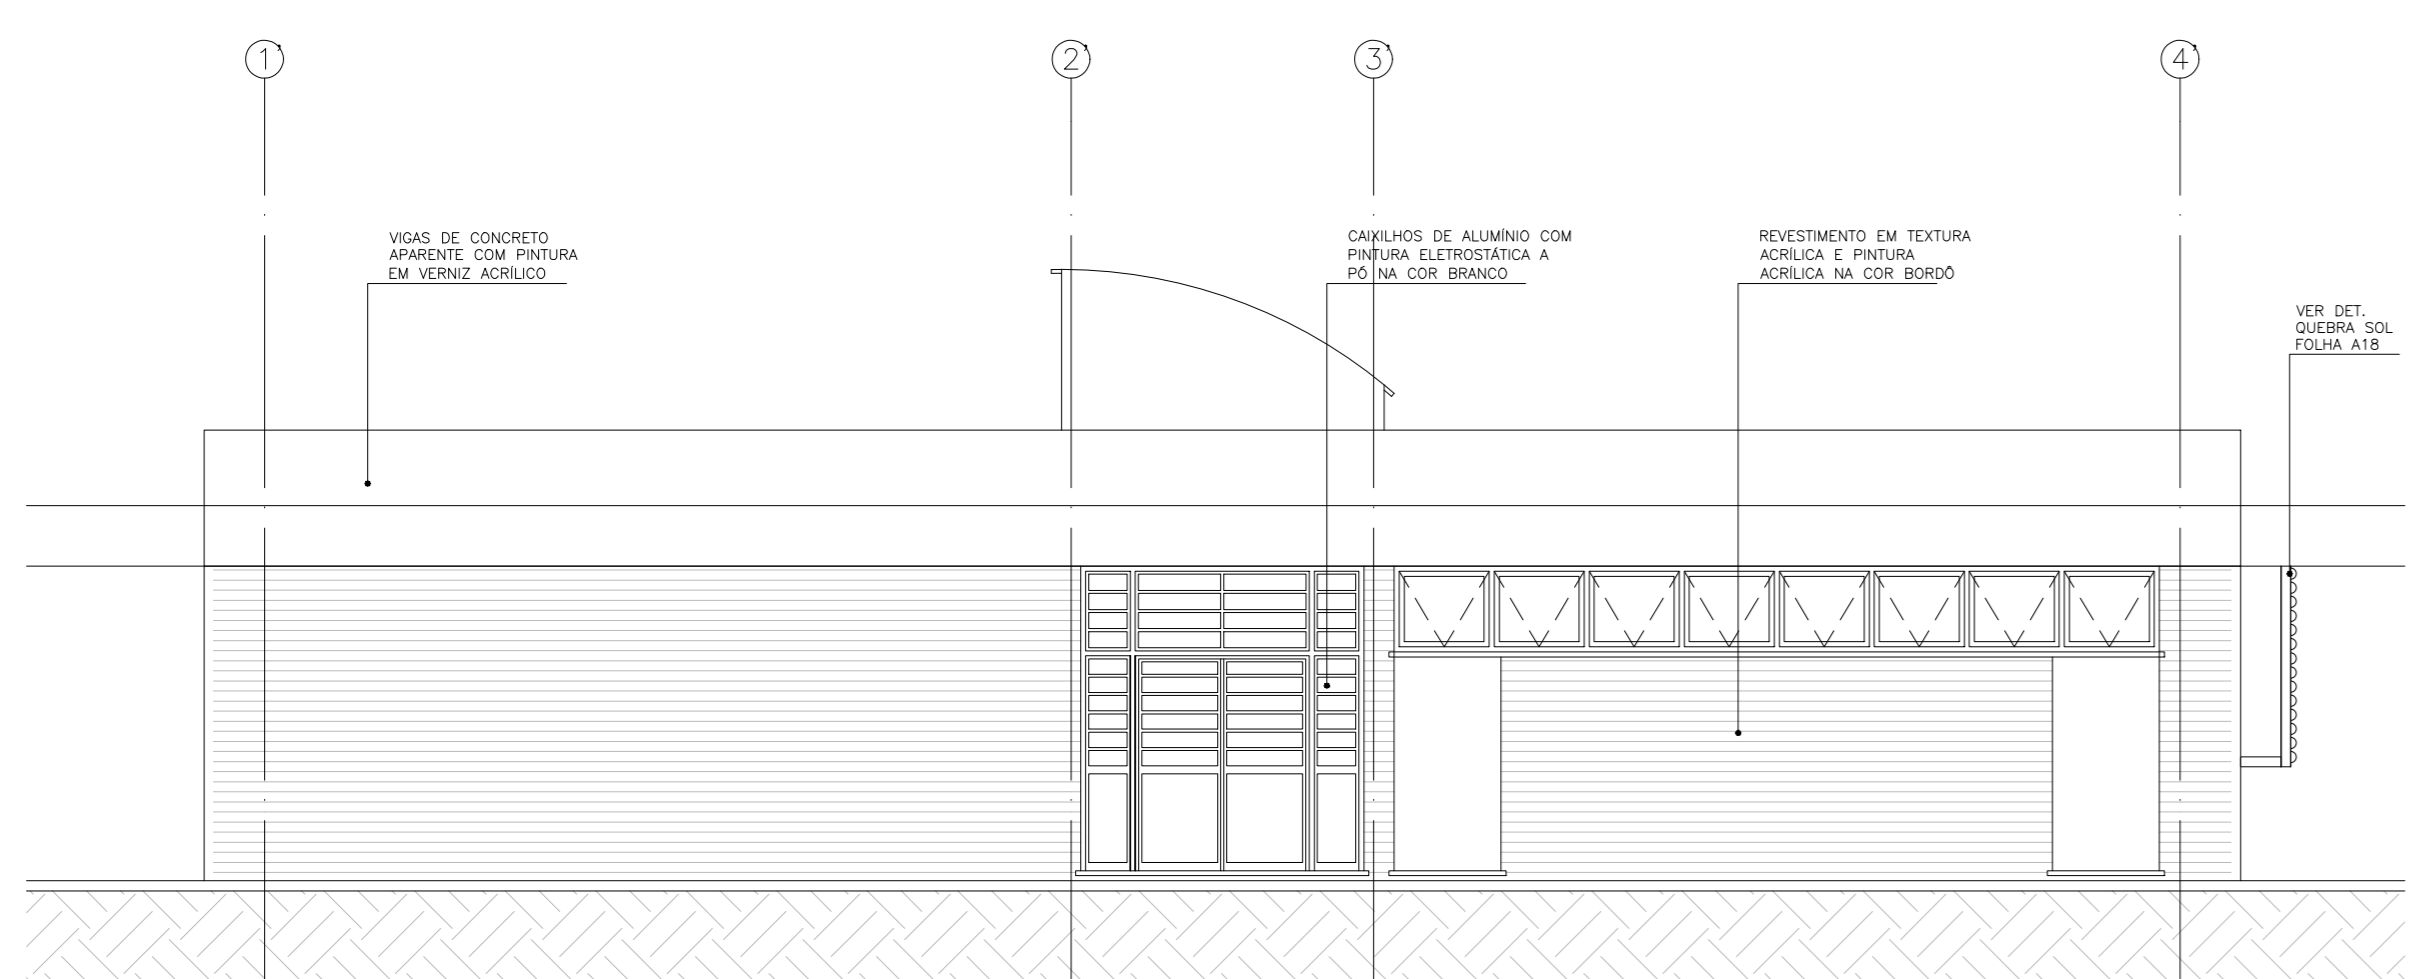 1'
2'
3'
4'
VIGAS DE CONCRETO
APARENTE COM PINTURA
EM VERNIZ ACRÍLICO
CAIXILHOS DE ALUMÍNIO COM
PINTURA ELETROSTÁTICA A
PÓ NA COR BRANCO
REVESTIMENTO EM TEXTURA
ACRÍLICA E PINTURA
ACRÍLICA NA COR BORDÔ
VER DET.
QUEBRA SOL
FOLHA A18